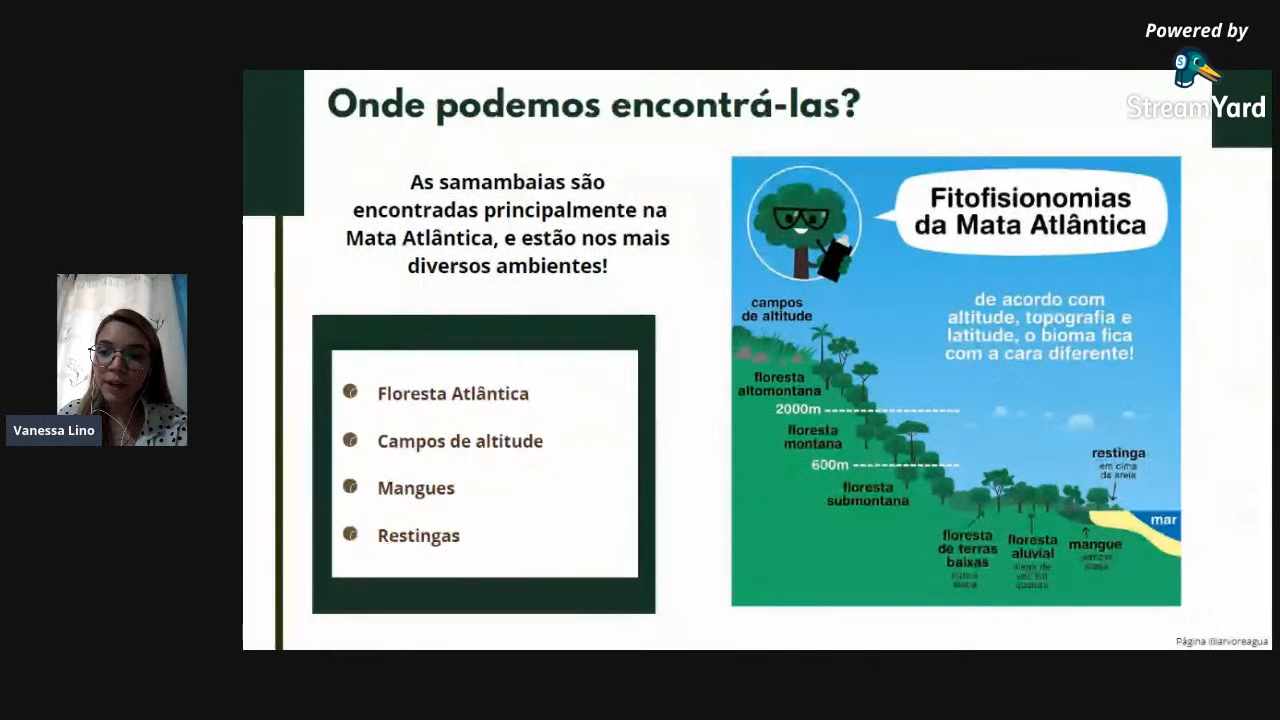 Powered by
StreamYard
Onde podemos encontrá-las?
As samambaias são
encontradas principalmente na
Mata Atlântica, e estão nos mais
diversos ambientes!
Floresta Atlântica
Campos de altitude
Mangues
Restingas
Fitofisionomias
da Mata Atlântica
de acordo com
altitude, topografia e
latitude, o bioma fica
com a cara diferente!
campos
de altitude
floresta
altomontana
2000m
floresta
montana
600m
floresta
submontana
restinga
em cima
da areia
mar
floresta
de terras
baixas
floresta
aluvial
mangue
Vanessa Lino
Página @iarvoreagua